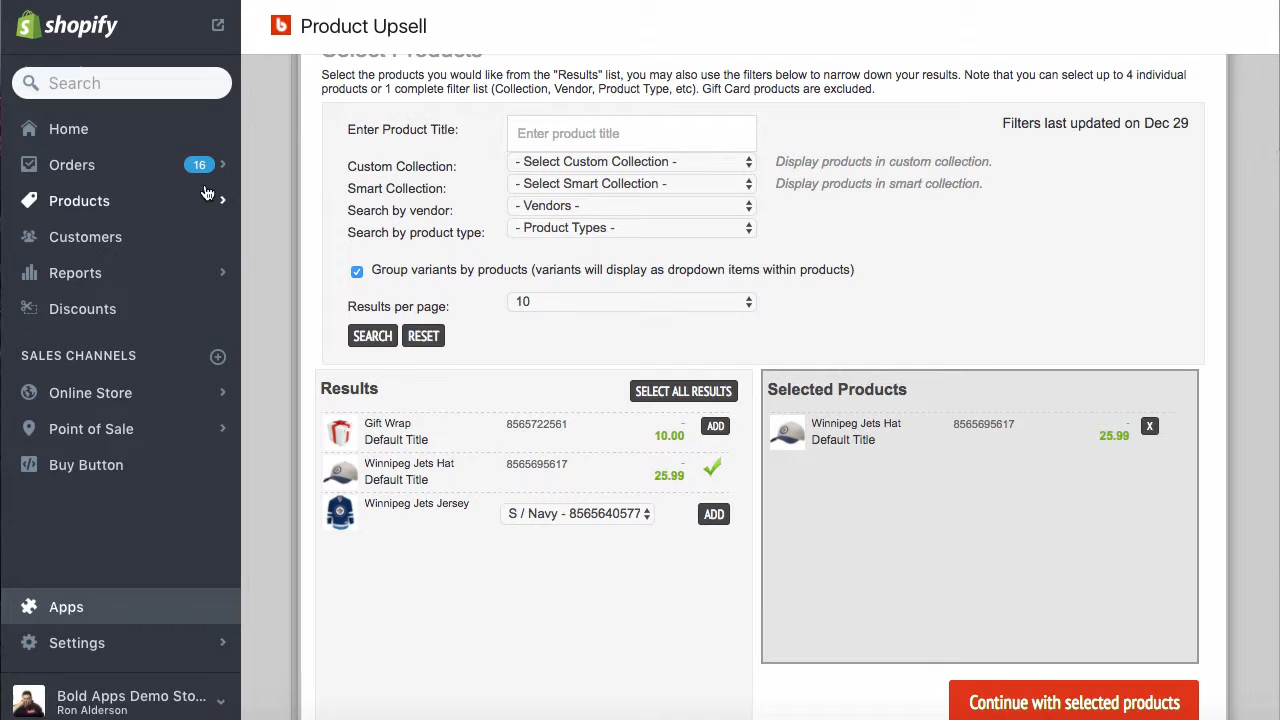 shopify
Product Upsell
Select Products
Search
Select the products you would like from the "Results" list, you may also use the filters below to narrow down your results. Note that you can select up to 4 individual
products or 1 complete filter list (Collection, Vendor, Product Type, etc). Gift Card products are excluded.
Home
Orders 16
Products
Customers
Reports
Discounts
SALES CHANNELS
Online Store
Point of Sale
Buy Button
Apps
Settings
Bold Apps Demo Sto...
Ron Alderson
Enter Product Title: Enter product title
Filters last updated on Dec 29
Custom Collection: - Select Custom Collection - Display products in custom collection.
Smart Collection: - Select Smart Collection - Display products in smart collection.
Search by vendor: - Vendors -
Search by product type: - Product Types -
Group variants by products (variants will display as dropdown items within products)
Results per page: 10
SEARCH RESET
Results SELECT ALL RESULTS
Gift Wrap 8565722561 - ADD
Default Title 10.00
Winnipeg Jets Hat 8565695617 -
Default Title 25.99
Winnipeg Jets Jersey S / Navy - 8565640577 ADD
Selected Products
Winnipeg Jets Hat 8565695617 - X
Default Title 25.99
Continue with selected products